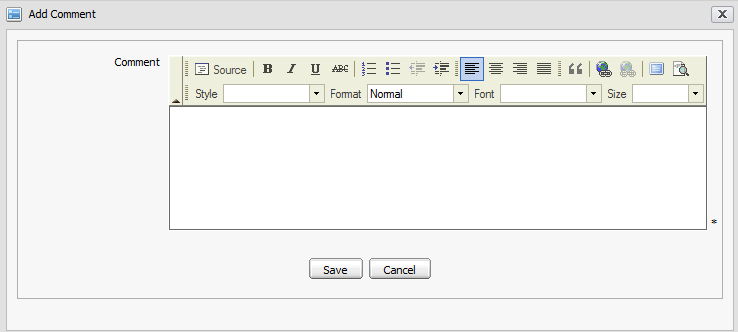 Add Comment
Comment
Source B I U ABC
Style Format Normal Font Size
*
Save Cancel